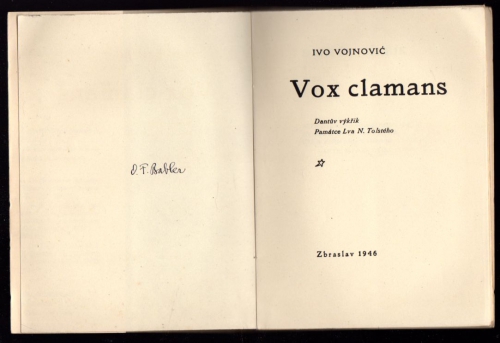 O. F. Babler
IVO VOJNOVIĆ
Vox clamans
Dantův výkřik
Památce Lva N. Tolstého
Zbraslav 1946